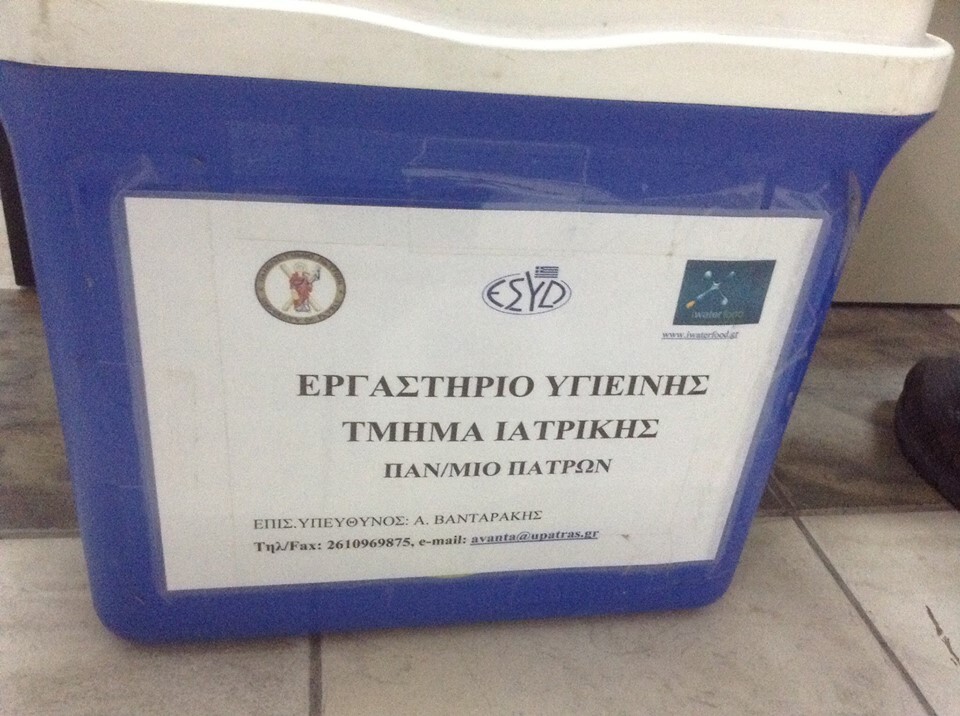 ΕΣΥΔ
iwaterfood
www.iwaterfood.gr
ΕΡΓΑΣΤΗΡΙΟ ΥΓΙΕΙΝΗΣ
ΤΜΗΜΑ ΙΑΤΡΙΚΗΣ
ΠΑΝ/ΜΙΟ ΠΑΤΡΩΝ
ΕΠΙΣ.ΥΠΕΥΘΥΝΟΣ: Α. ΒΑΝΤΑΡΑΚΗΣ
Τηλ/Fax: 2610969875, e-mail: avanta@upatras.gr